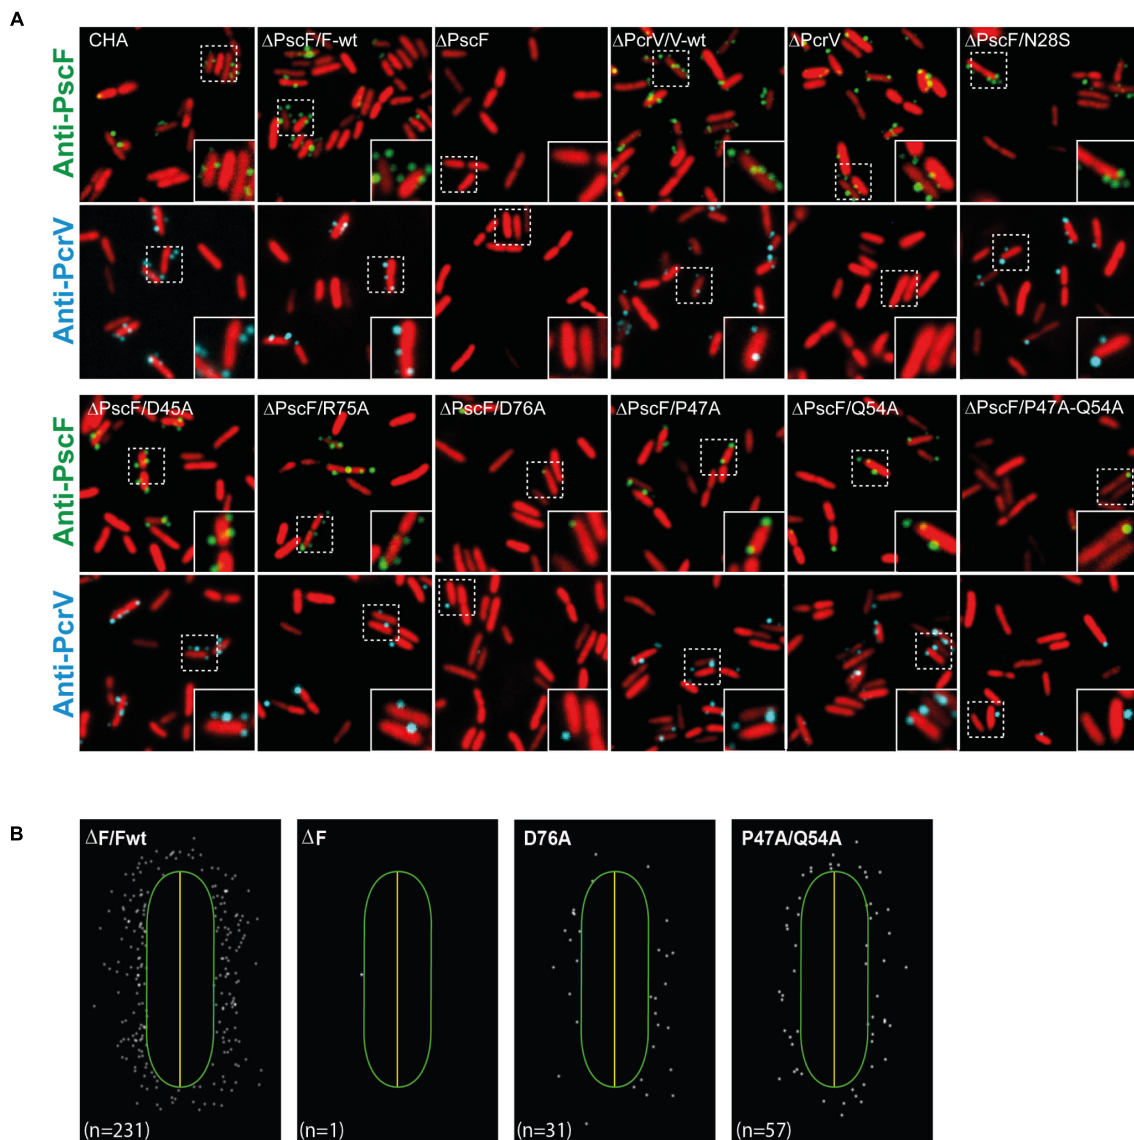 A
Anti-PscF
CHA
ΔPscF/F-wt
ΔPscF
ΔPcrV/V-wt
ΔPcrV
ΔPscF/N28S
Anti-PcrV
Anti-PscF
ΔPscF/D45A
ΔPscF/R75A
ΔPscF/D76A
ΔPscF/P47A
ΔPscF/Q54A
ΔPscF/P47A-Q54A
Anti-PcrV
B
ΔF/Fwt
ΔF
D76A
P47A/Q54A
(n=231)
(n=1)
(n=31)
(n=57)